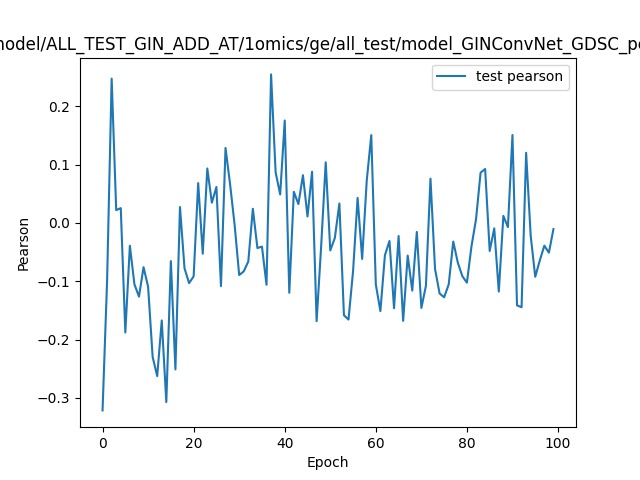 model/ALL_TEST_GIN_ADD_AT/1omics/ge/all_test/model_GINConvNet_GDSC_pe
test pearson
Pearson
0.2
0.1
0.0
−0.1
−0.2
−0.3
0 20 40 60 80 100
Epoch